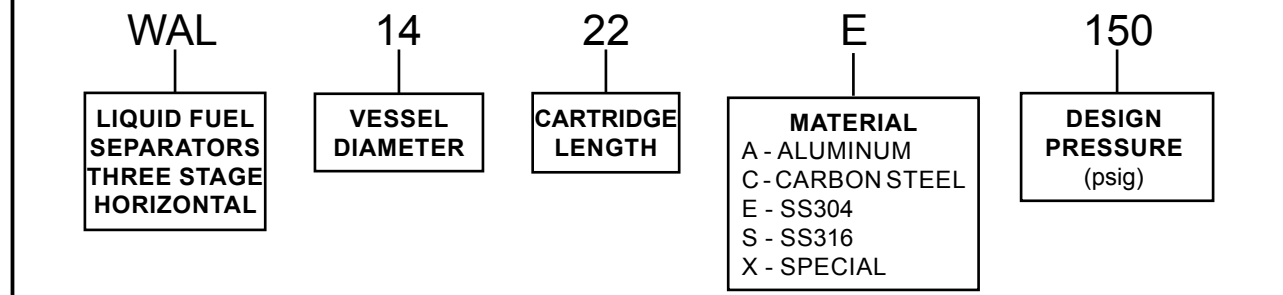 WAL 14 22 E 150
LIQUID FUEL
SEPARATORS
THREE STAGE
HORIZONTAL
VESSEL
DIAMETER
CARTRIDGE
LENGTH
MATERIAL
A - ALUMINUM
C - CARBON STEEL
E - SS304
S - SS316
X - SPECIAL
DESIGN
PRESSURE
(psig)